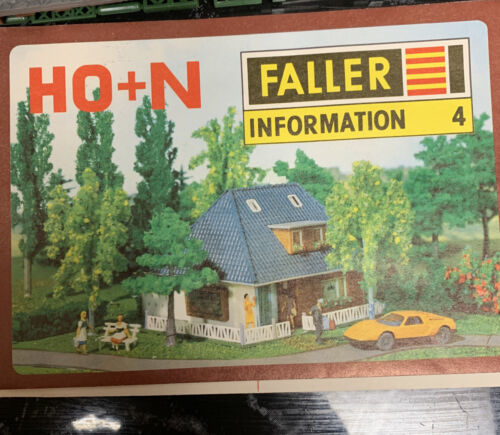 HO+N
FALLER
INFORMATION 4